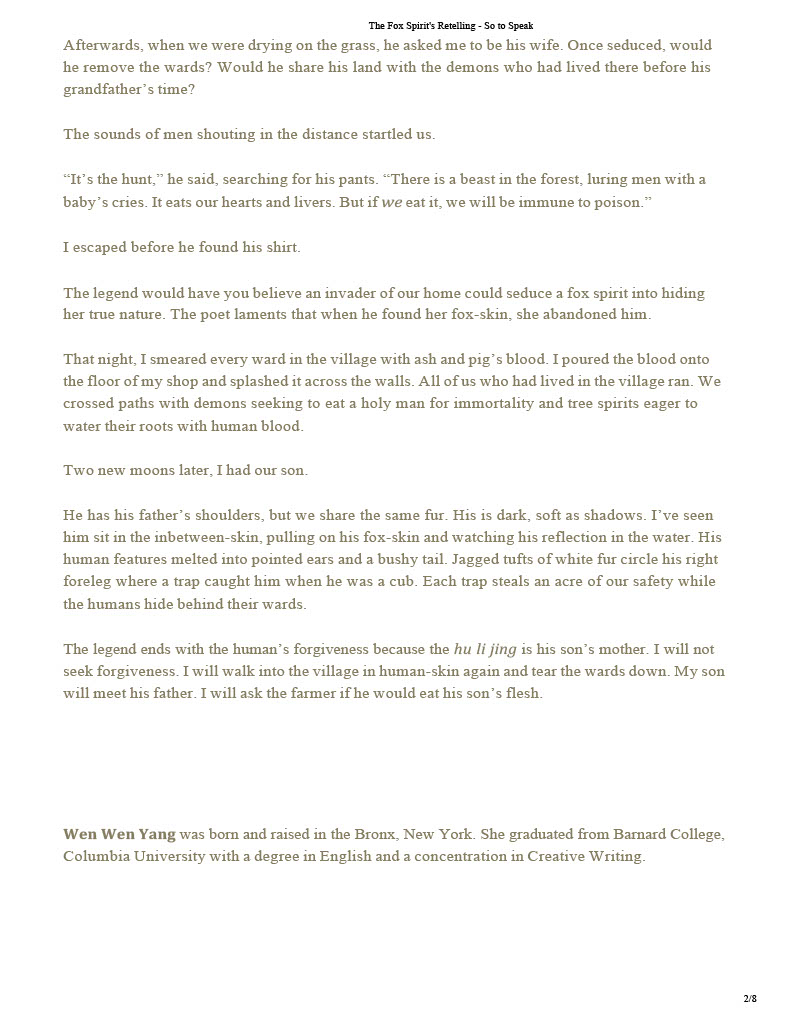 The Fox Spirit's Retelling - So to Speak
Afterwards, when we were drying on the grass, he asked me to be his wife. Once seduced, would
he remove the wards? Would he share his land with the demons who had lived there before his
grandfather’s time?
The sounds of men shouting in the distance startled us.
“It’s the hunt,” he said, searching for his pants. “There is a beast in the forest, luring men with a
baby’s cries. It eats our hearts and livers. But if we eat it, we will be immune to poison.”
I escaped before he found his shirt.
The legend would have you believe an invader of our home could seduce a fox spirit into hiding
her true nature. The poet laments that when he found her fox-skin, she abandoned him.
That night, I smeared every ward in the village with ash and pig’s blood. I poured the blood onto
the floor of my shop and splashed it across the walls. All of us who had lived in the village ran. We
crossed paths with demons seeking to eat a holy man for immortality and tree spirits eager to
water their roots with human blood.
Two new moons later, I had our son.
He has his father’s shoulders, but we share the same fur. His is dark, soft as shadows. I’ve seen
him sit in the inbetween-skin, pulling on his fox-skin and watching his reflection in the water. His
human features melted into pointed ears and a bushy tail. Jagged tufts of white fur circle his right
foreleg where a trap caught him when he was a cub. Each trap steals an acre of our safety while
the humans hide behind their wards.
The legend ends with the human’s forgiveness because the hu li jing is his son’s mother. I will not
seek forgiveness. I will walk into the village in human-skin again and tear the wards down. My son
will meet his father. I will ask the farmer if he would eat his son’s flesh.
Wen Wen Yang was born and raised in the Bronx, New York. She graduated from Barnard College,
Columbia University with a degree in English and a concentration in Creative Writing.
2/8